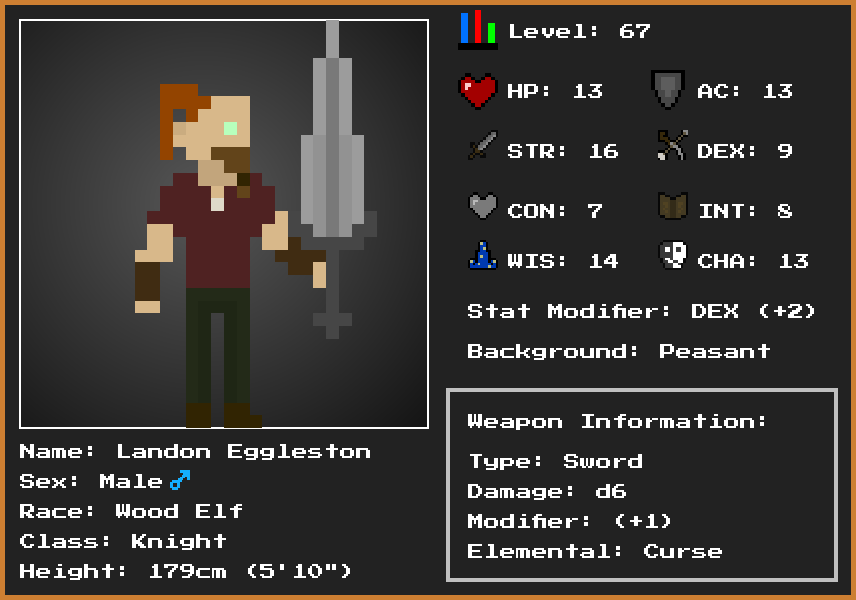 Level: 67
HP: 13
AC: 13
STR: 16
DEX: 9
CON: 7
INT: 8
WIS: 14
CHA: 13
Stat Modifier: DEX (+2)
Background: Peasant
Weapon Information:
Type: Sword
Damage: d6
Modifier: (+1)
Elemental: Curse
Name: Landon Eggleston
Sex: Male♂
Race: Wood Elf
Class: Knight
Height: 179cm (5'10")